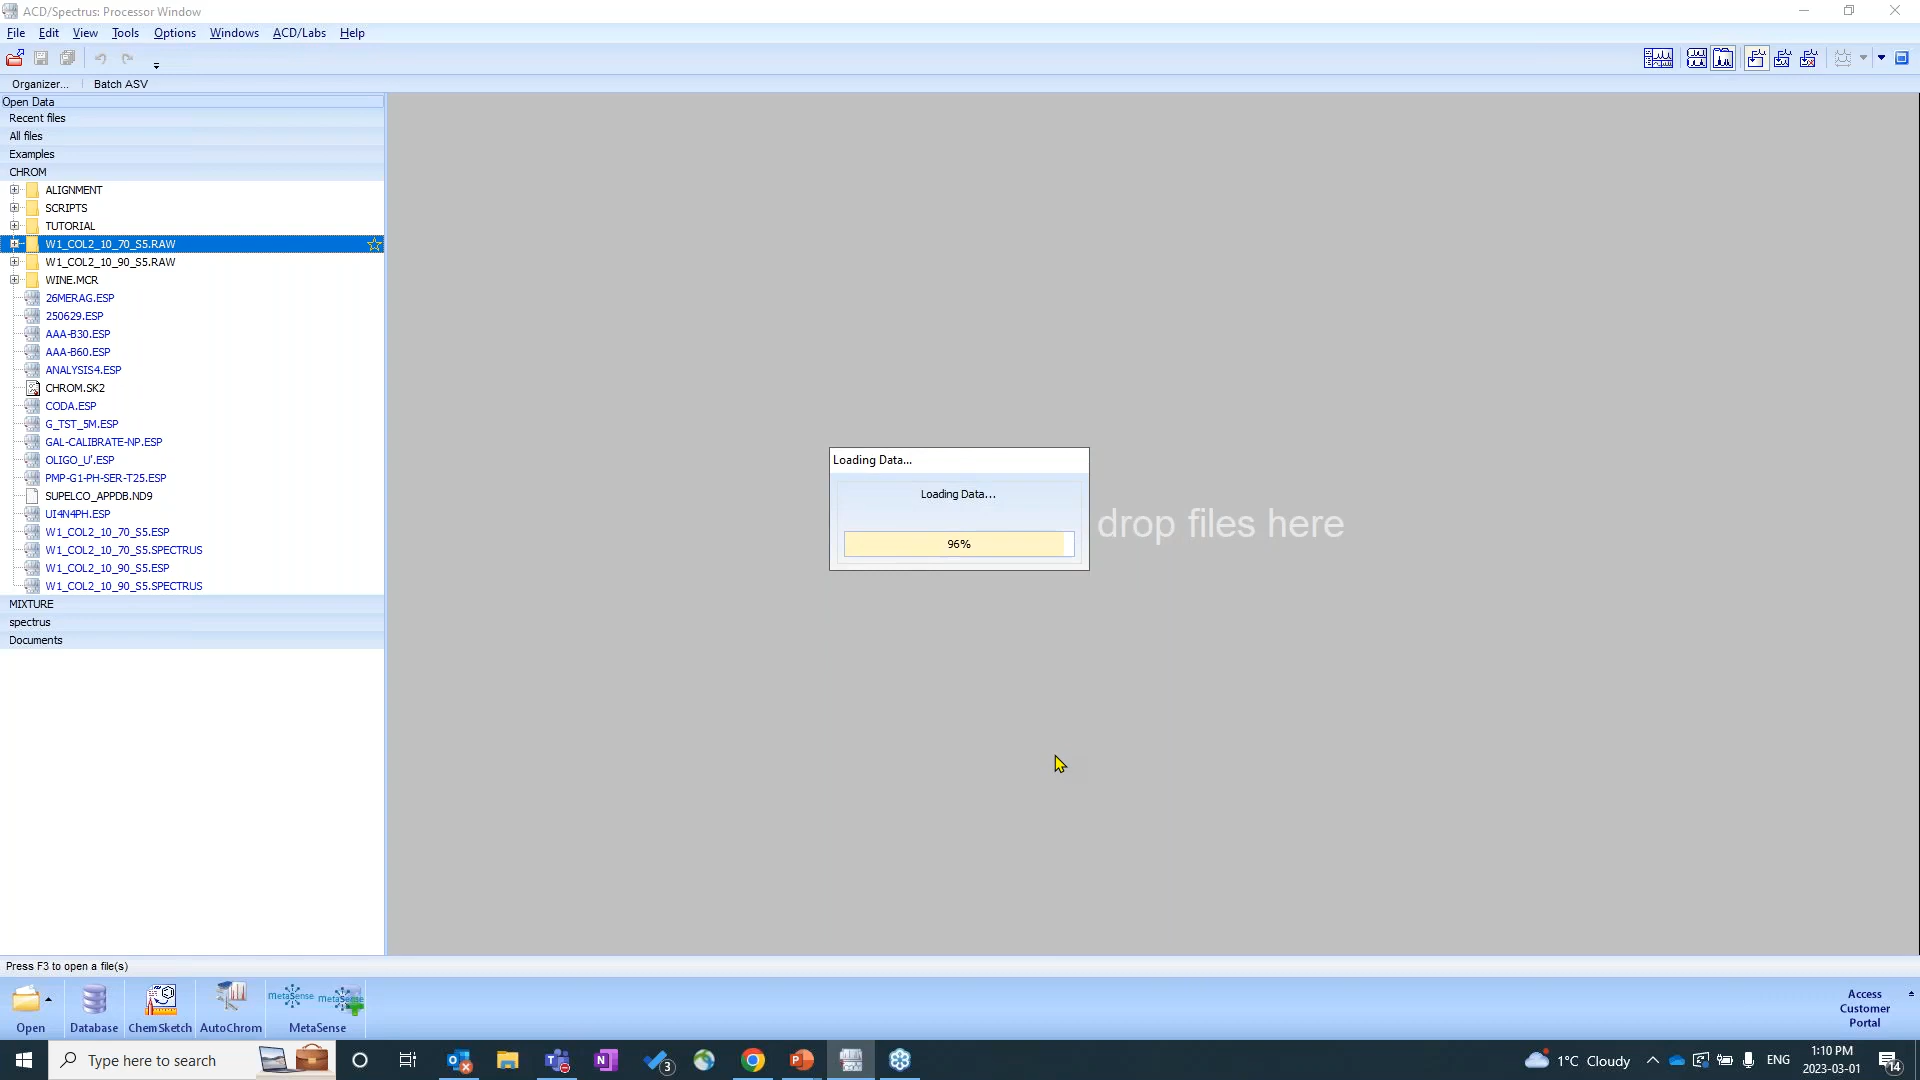 ACD/Spectrus: Processor Window
File Edit View Tools Options Windows ACD/Labs Help
Organizer... Batch ASV
Open Data
Recent files
All files
Examples
CHROM
ALIGNMENT
SCRIPTS
TUTORIAL
W1_COL2_10_70_S5.RAW
W1_COL2_10_90_S5.RAW
WINE.MCR
26MERAG.ESP
250629.ESP
AAA-B30.ESP
AAA-B60.ESP
ANALYSIS4.ESP
CHROM.SK2
CODA.ESP
G_TST_5M.ESP
GAL-CALIBRATE-NP.ESP
OLIGO_U'.ESP
PMP-G1-PH-SER-T25.ESP
SUPELCO_APPDB.ND9
UI4N4PH.ESP
W1_COL2_10_70_S5.ESP
W1_COL2_10_70_S5.SPECTRUS
W1_COL2_10_90_S5.ESP
W1_COL2_10_90_S5.SPECTRUS
MIXTURE
spectrus
Documents
Loading Data...
Loading Data...
96%
drop files here
Press F3 to open a file(s)
metaSense metaSense
Open Database ChemSketch AutoChrom MetaSense
Access
Customer
Portal
Type here to search
3
1°C Cloudy
ENG
1:10 PM
2023-03-01
14